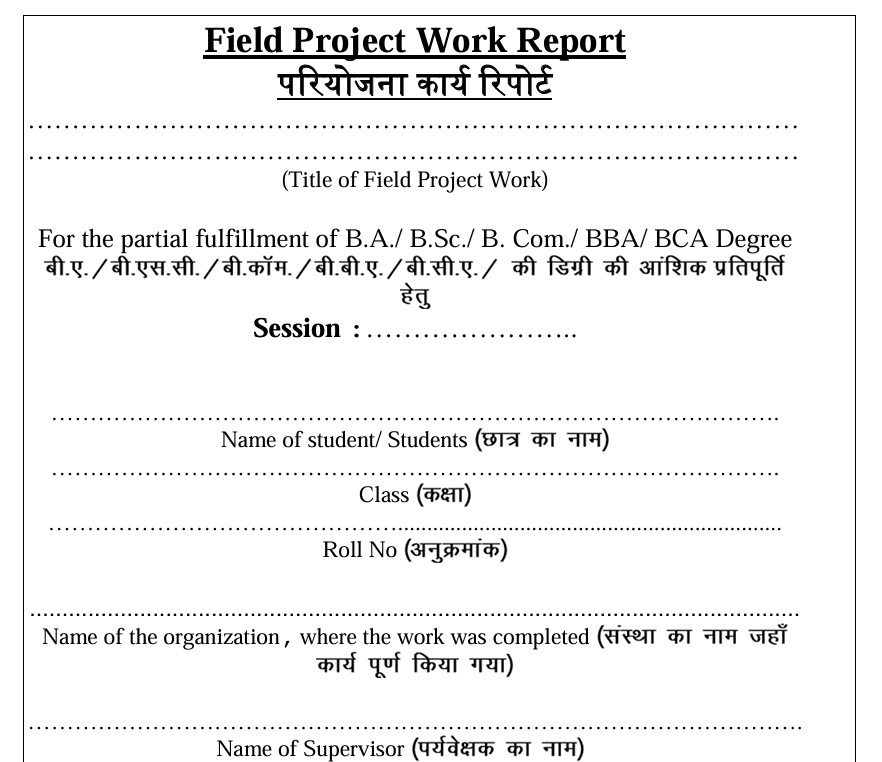 Field Project Work Report
परियोजना कार्य रिपोर्ट
……………………………………………………………………………
……………………………………………………………………………
(Title of Field Project Work)
For the partial fulfillment of B.A./ B.Sc./ B. Com./ BBA/ BCA Degree
बी.ए./बी.एस.सी./बी.कॉम./बी.बी.ए./बी.सी.ए./ की डिग्री की आंशिक प्रतिपूर्ति
हेतु
Session : …………………..
……………………………………………………………………………….
Name of student/ Students (छात्र का नाम)
……………………………………………………………………………….
Class (कक्षा)
……………………………………...........................................................................
Roll No (अनुक्रमांक)
........................................................................................................................
Name of the organization, where the work was completed (संस्था का नाम जहाँ
कार्य पूर्ण किया गया)
…………………………………………………………………………………….
Name of Supervisor (पर्यवेक्षक का नाम)